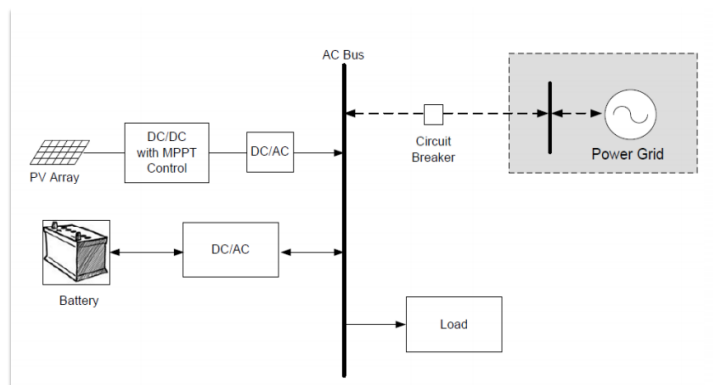 AC Bus
PV Array
DC/DC
with MPPT
Control
DC/AC
Circuit
Breaker
Power Grid
Battery
DC/AC
Load